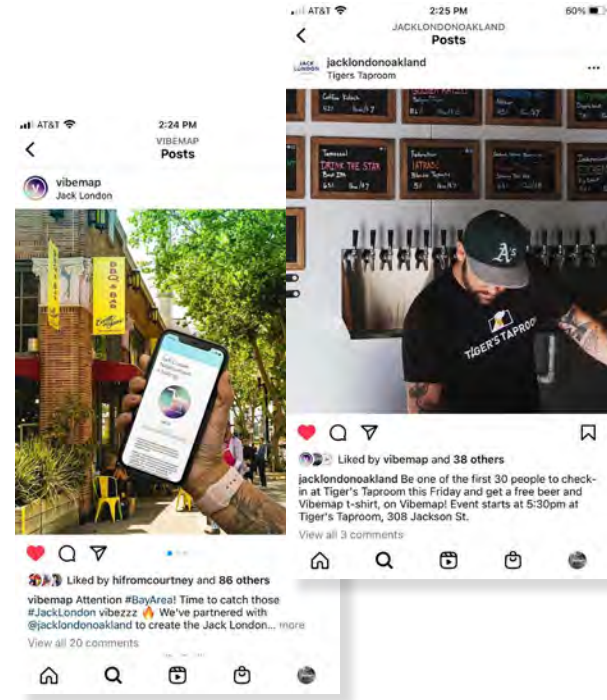 AT&T
2:24 PM
VIBEMAP
Posts
vibemap
Jack London
BBQ & BAR
Liked by hifromcourtney and 86 others
vibemap Attention #BayArea! Time to catch those
#JackLondon vibezzz 🔥 We've partnered with
@jacklondonoakland to create the Jack London... more
View all 20 comments
AT&T
2:25 PM
60%
JACKLONDONOAKLAND
Posts
JACK
LONDON
jacklondonoakland
Tigers Taproom
DRINK THE STAR
A's
TIGER'S TAPROO
Liked by vibemap and 38 others
jacklondonoakland Be one of the first 30 people to check-
in at Tiger's Taproom this Friday and get a free beer and
Vibemap t-shirt, on Vibemap! Event starts at 5:30pm at
Tiger's Taproom, 308 Jackson St.
View all 3 comments